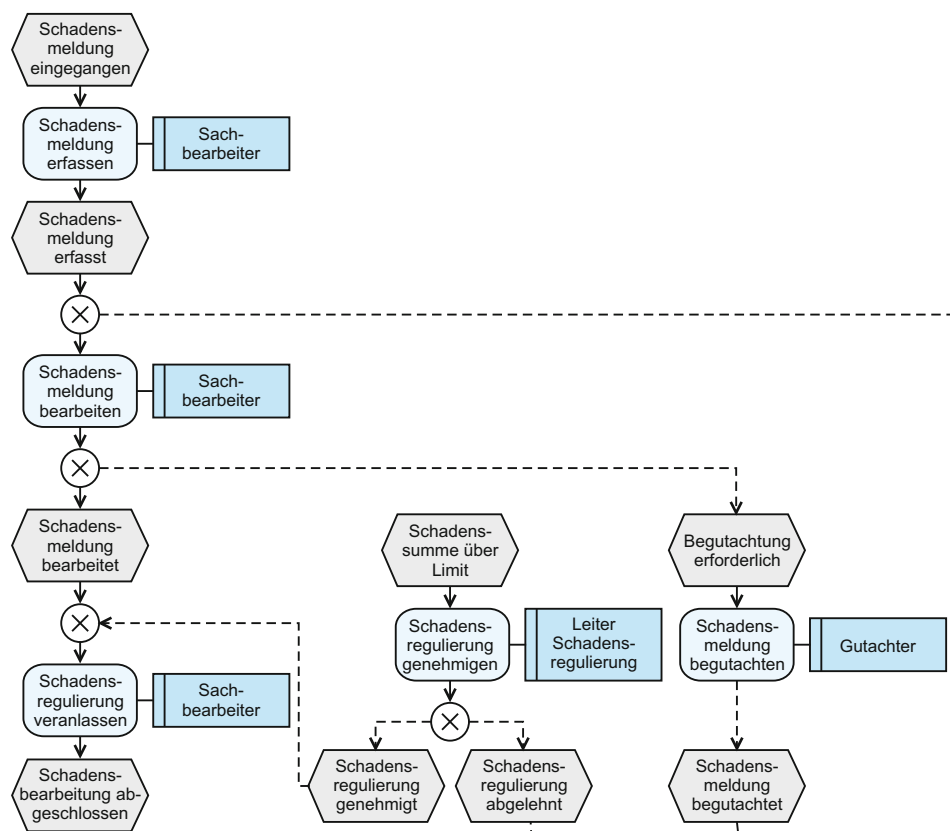 Schadens-
meldung
eingegangen
Schadens-
meldung
erfassen
Sach-
bearbeiter
Schadens-
meldung
erfasst
Schadens-
meldung
bearbeiten
Sach-
bearbeiter
Schadens-
meldung
bearbeitet
Schadens-
summe über
Limit
Begutachtung
erforderlich
Schadens-
regulierung
genehmigen
Leiter
Schadens-
regulierung
Schadens-
meldung
begutachten
Gutachter
Schadens-
regulierung
veranlassen
Sach-
bearbeiter
Schadens-
bearbeitung ab-
geschlossen
Schadens-
regulierung
genehmigt
Schadens-
regulierung
abgelehnt
Schadens-
meldung
begutachtet